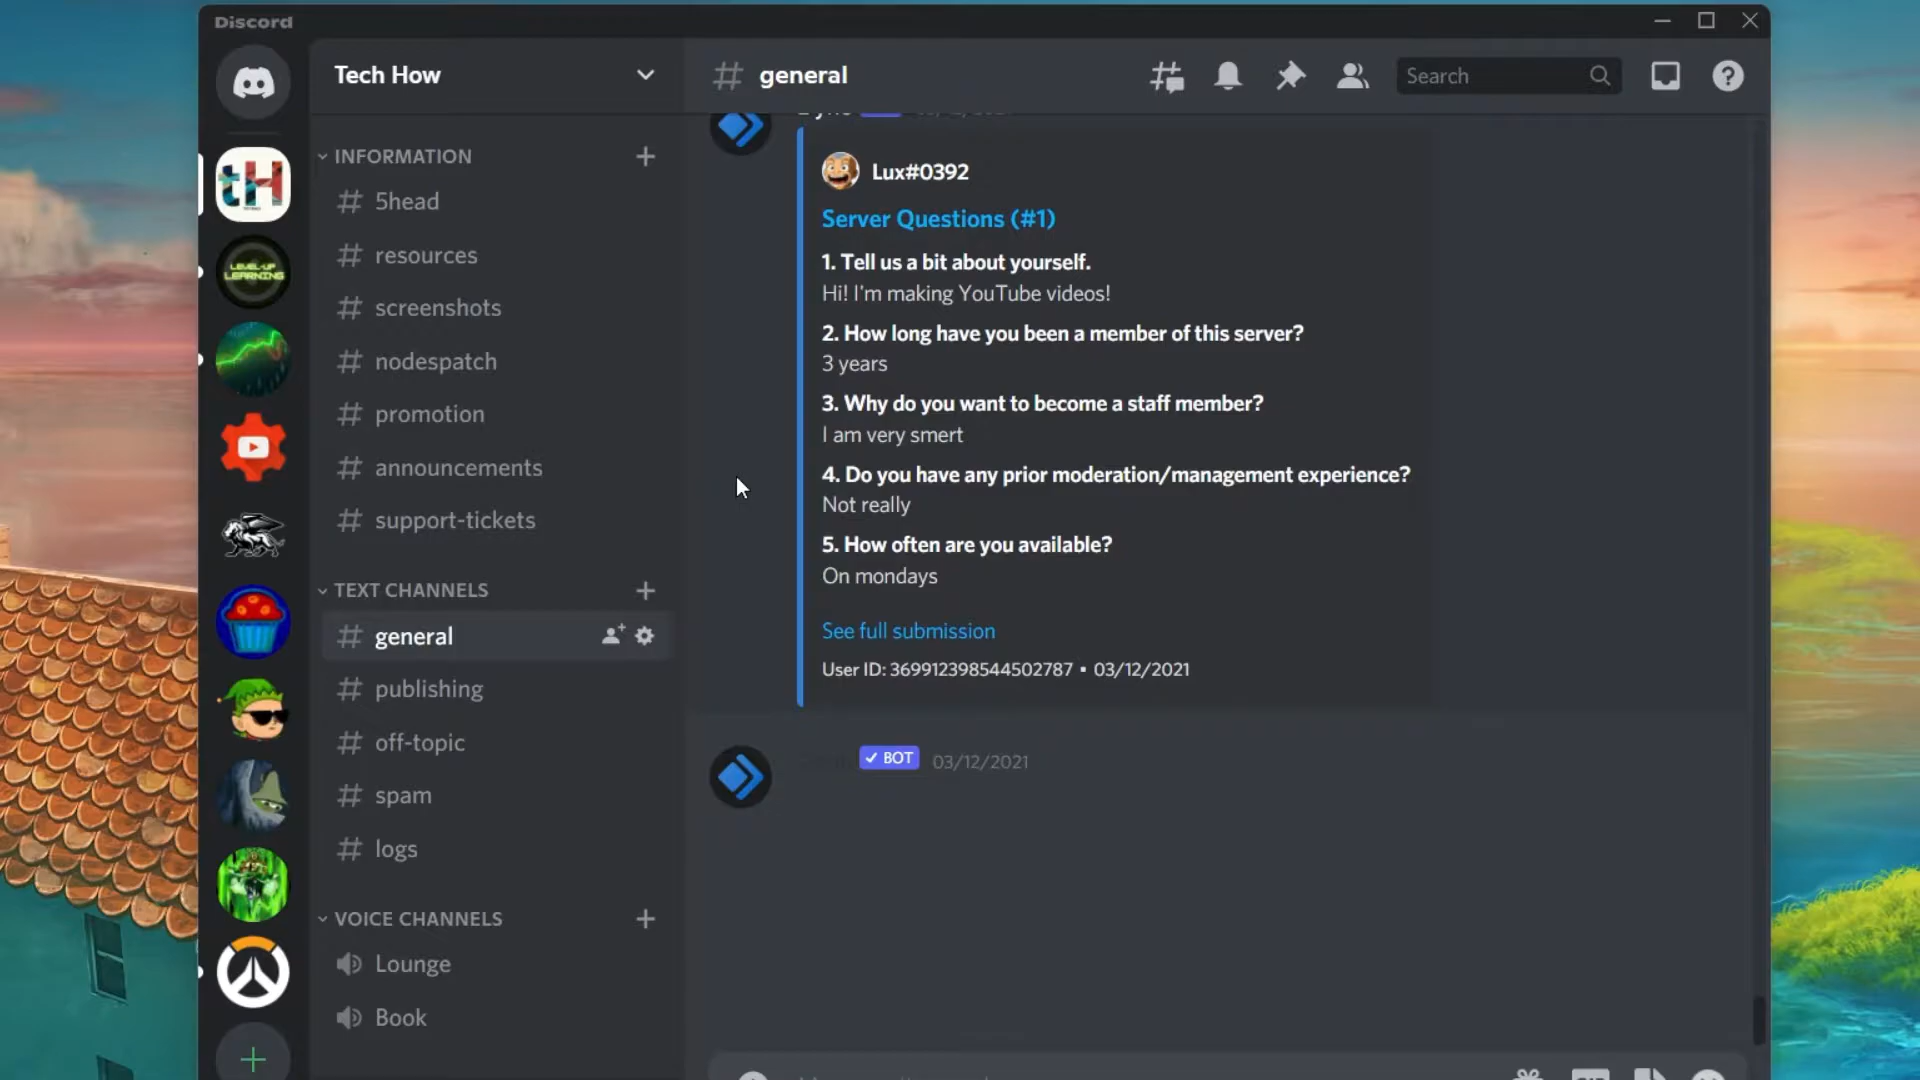 Discord
Tech How
general
Search
INFORMATION
5head
resources
screenshots
nodespatch
promotion
announcements
support-tickets
TEXT CHANNELS
general
publishing
off-topic
spam
logs
VOICE CHANNELS
Lounge
Book
tH
LEVEL-UP
LEARNING
Lux#0392
Server Questions (#1)
1. Tell us a bit about yourself.
Hi! I'm making YouTube videos!
2. How long have you been a member of this server?
3 years
3. Why do you want to become a staff member?
I am very smert
4. Do you have any prior moderation/management experience?
Not really
5. How often are you available?
On mondays
See full submission
User ID: 369912398544502787 • 03/12/2021
BOT 03/12/2021